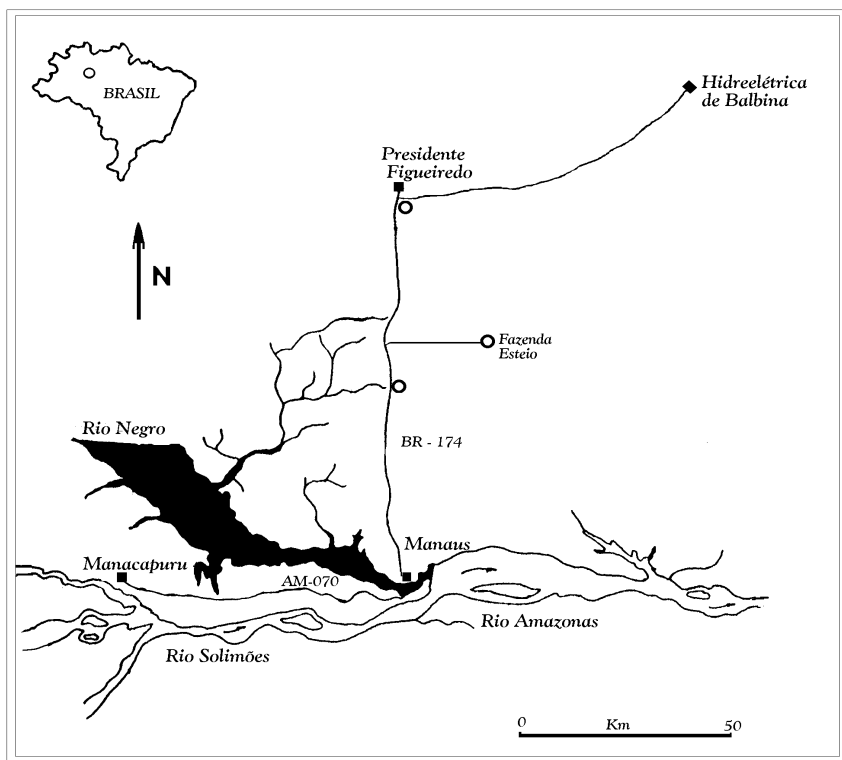 BRASIL
Hidreelétrica
de Balbina
Presidente
Figueiredo
N
Fazenda
Esteio
Rio Negro
BR - 174
Manaus
Manacapuru
AM-070
Rio Amazonas
Rio Solimões
0 Km 50